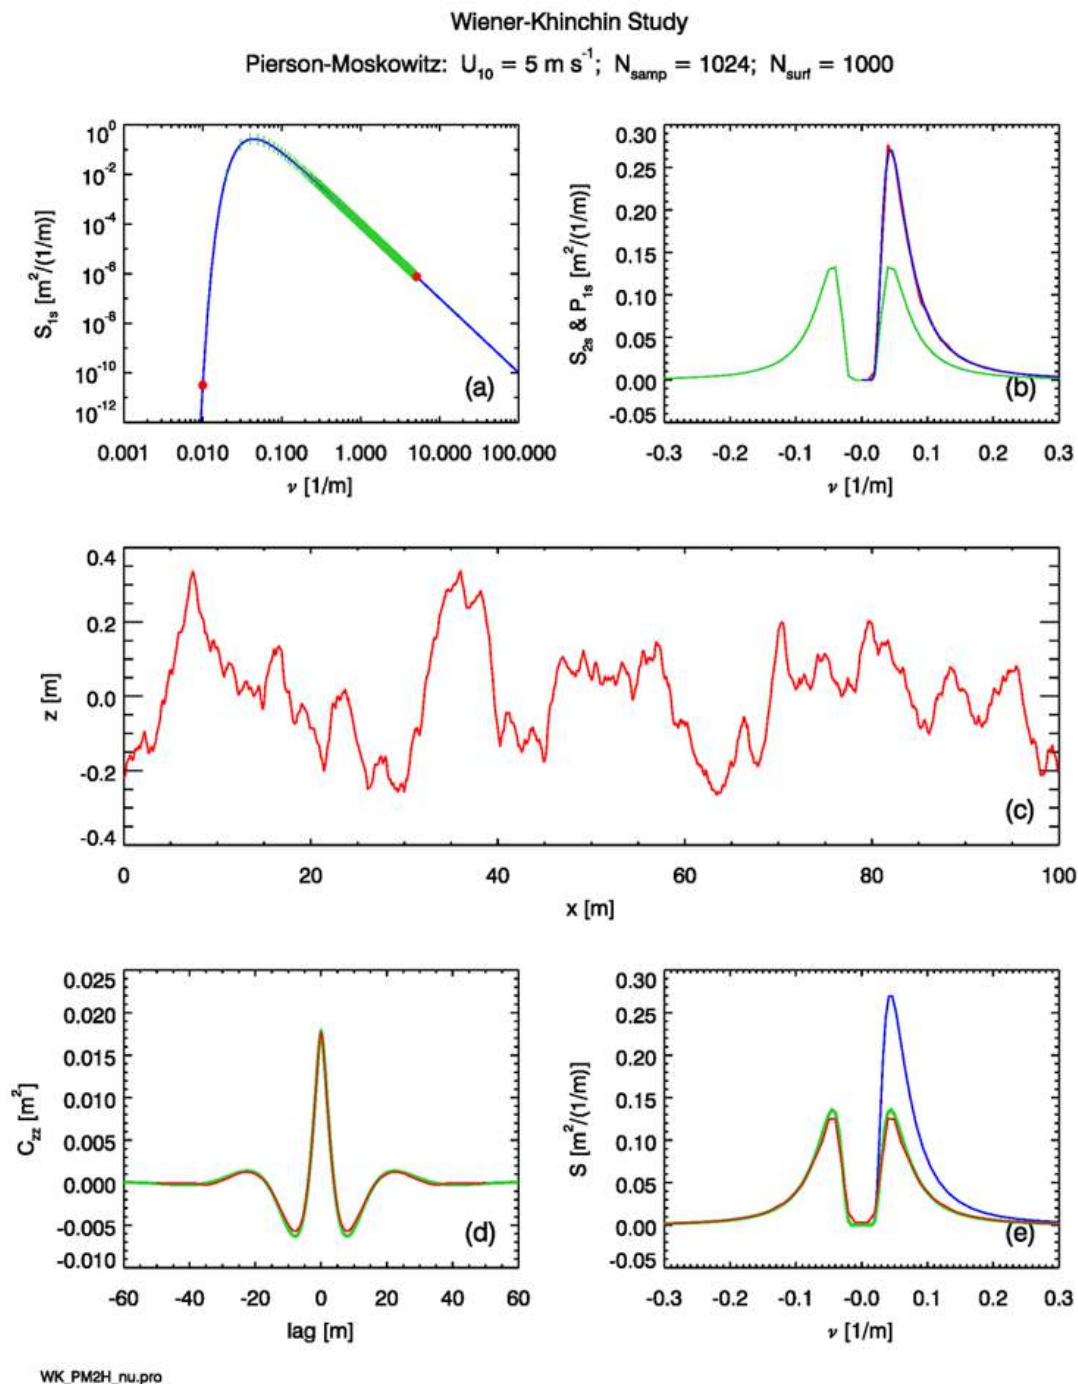 Wiener-Khinchin Study
Pierson-Moskowitz: U10 = 5 m s-1; Nsamp = 1024; Nsurf = 1000
S1s [m2/(1/m)]
10^0
10^-2
10^-4
10^-6
10^-8
10^-10
10^-12
(a)
0.001 0.010 0.100 1.000 10.000 100.000
ν [1/m]
S2s & P1s [m2/(1/m)]
0.30
0.25
0.20
0.15
0.10
0.05
0.00
-0.05
(b)
-0.3 -0.2 -0.1 -0.0 0.1 0.2 0.3
ν [1/m]
z [m]
0.4
0.2
0.0
-0.2
-0.4
(c)
0 20 40 60 80 100
x [m]
Czz [m2]
0.025
0.020
0.015
0.010
0.005
0.000
-0.005
-0.010
(d)
-60 -40 -20 0 20 40 60
lag [m]
S [m2/(1/m)]
0.30
0.25
0.20
0.15
0.10
0.05
0.00
-0.05
(e)
-0.3 -0.2 -0.1 -0.0 0.1 0.2 0.3
ν [1/m]
WK_PM2H_nu.pro